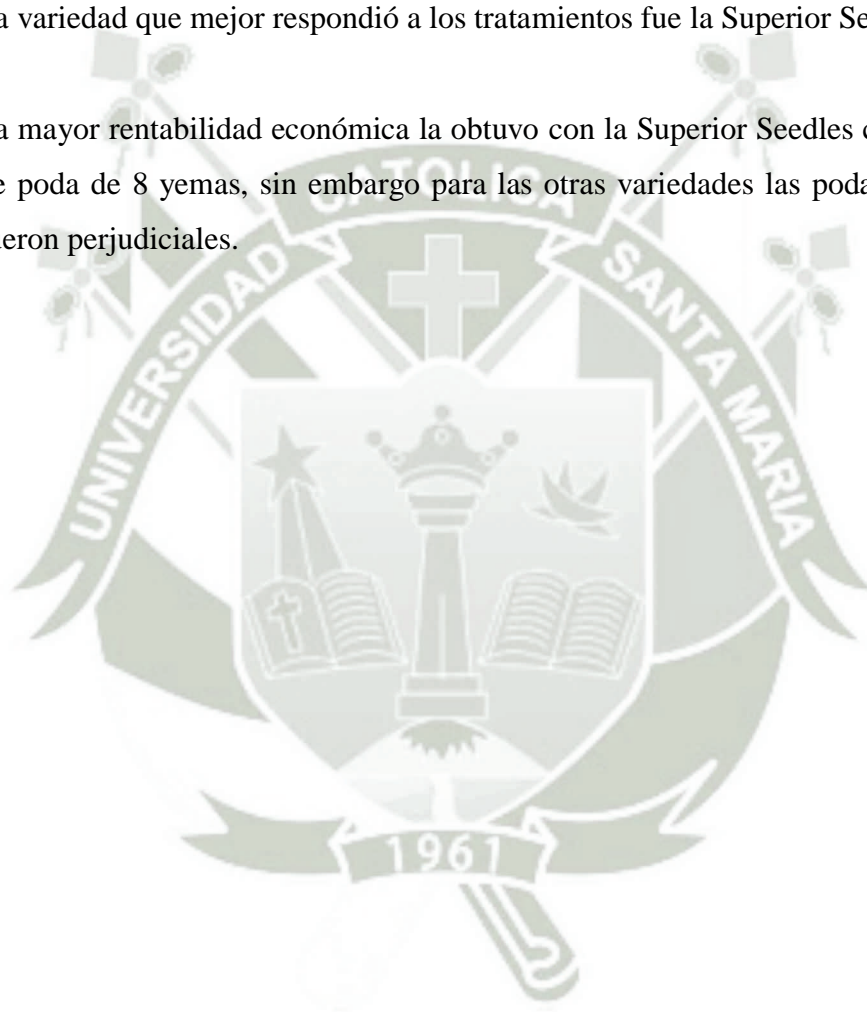 a variedad que mejor respondió a los tratamientos fue la Superior Se
a mayor rentabilidad económica la obtuvo con la Superior Seedles
e poda de 8 yemas, sin embargo para las otras variedades las poda
eron perjudiciales.
UNIVERSIDAD CATOLICA SANTA MARIA
1961